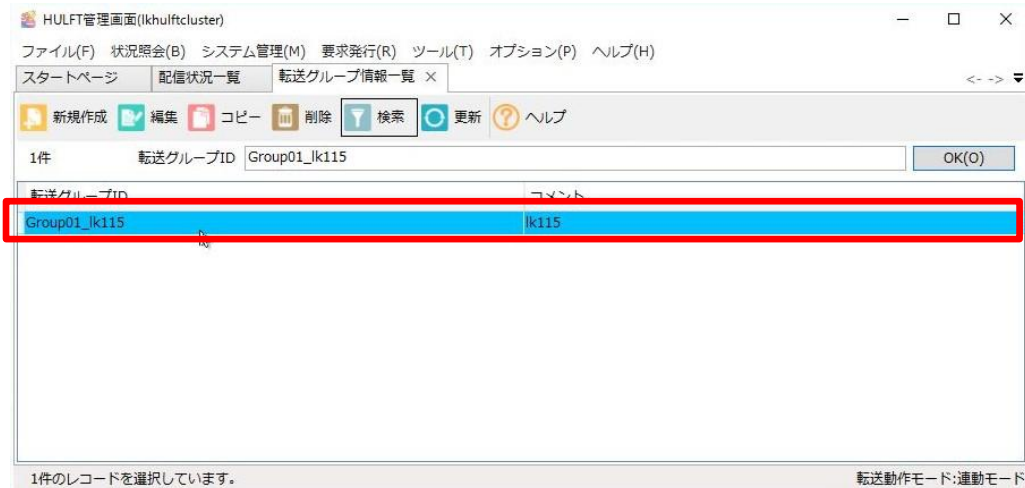 HULFT管理画面(lkhulftcluster)
ファイル(F) 状況照会(B) システム管理(M) 要求発行(R) ツール(T) オプション(P) ヘルプ(H)
スタートページ 配信状況一覧 転送グループ情報一覧 × <- ->
新規作成 編集 コピー 削除 検索 更新 ヘルプ
1件 転送グループID Group01_lk115 OK(O)
転送グループID コメント
Group01_lk115 lk115
1件のレコードを選択しています。 転送動作モード:連動モード